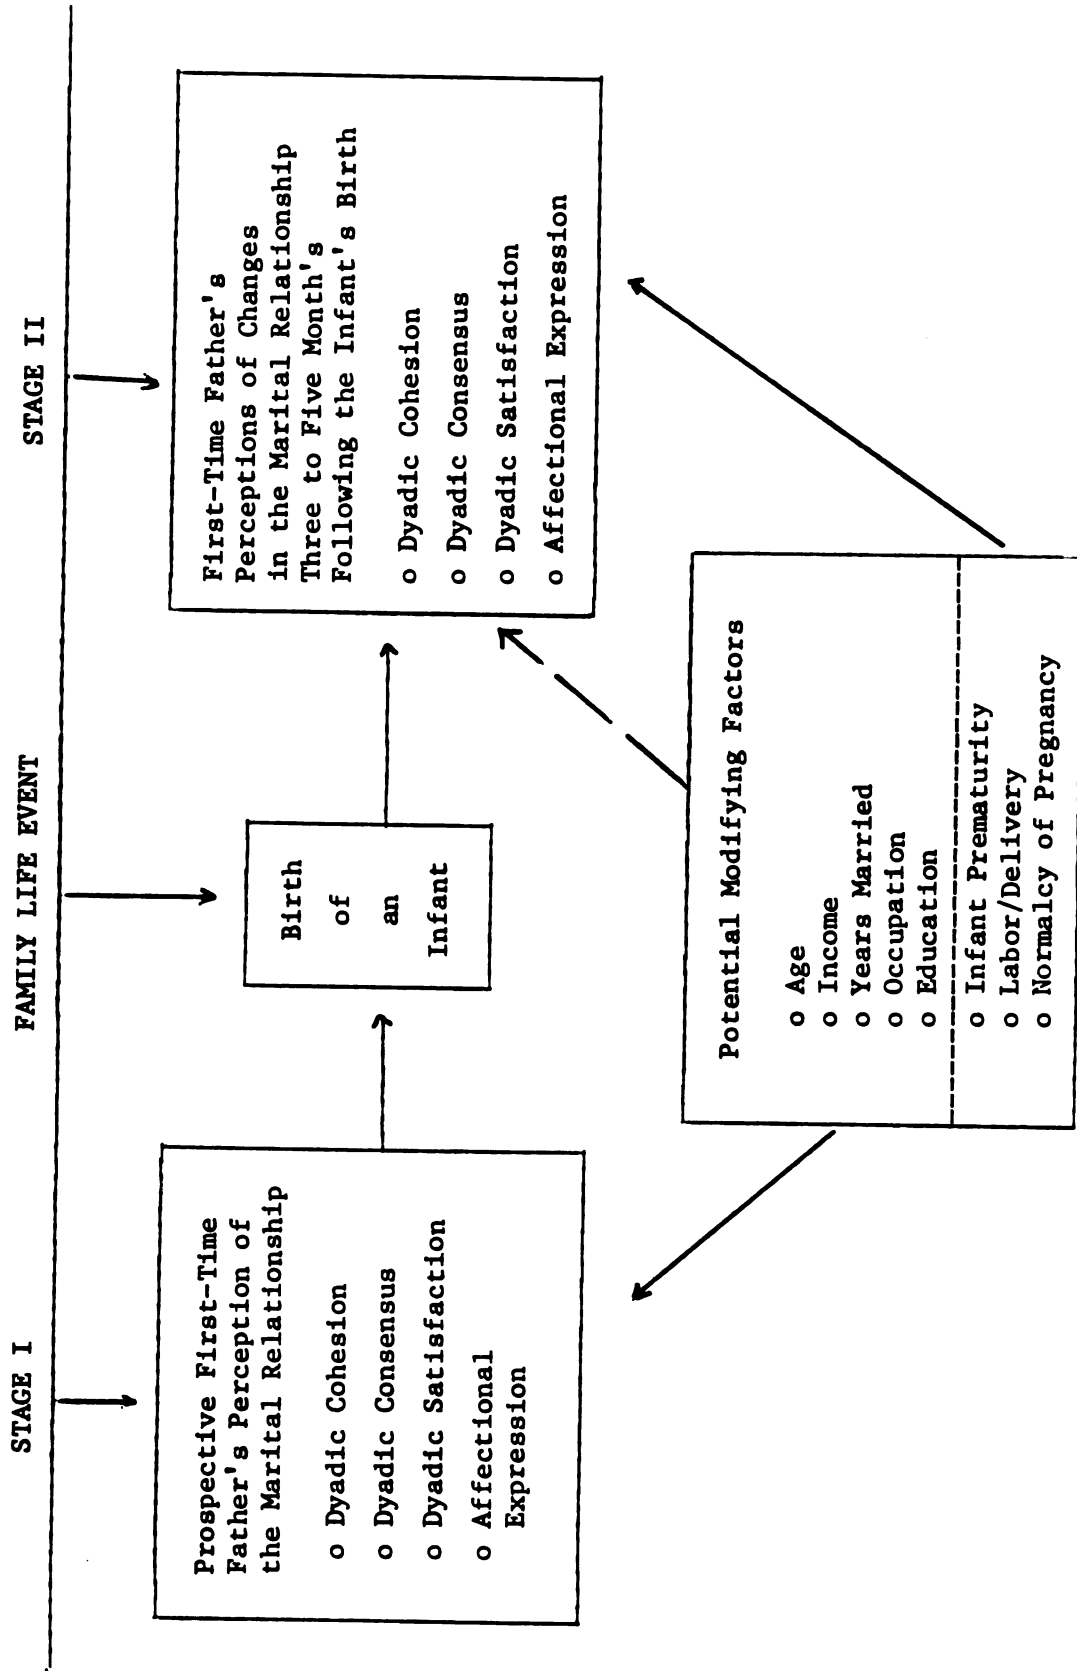 STAGE I
FAMILY LIFE EVENT
STAGE II
Prospective First-Time
Father's Perception of
the Marital Relationship
o Dyadic Cohesion
o Dyadic Consensus
o Dyadic Satisfaction
o Affectional
Expression
Birth
of
an
Infant
First-Time Father's
Perceptions of Changes
in the Marital Relationship
Three to Five Month's
Following the Infant's Birth
o Dyadic Cohesion
o Dyadic Consensus
o Dyadic Satisfaction
o Affectional Expression
Potential Modifying Factors
o Age
o Income
o Years Married
o Occupation
o Education
o Infant Prematurity
o Labor/Delivery
o Normalcy of Pregnancy